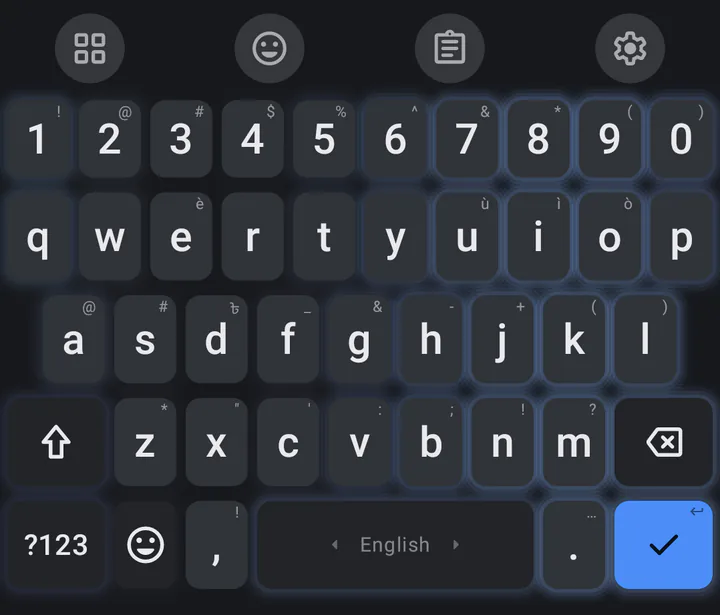 ! @ # $ % ^ & * ( )
1 2 3 4 5 6 7 8 9 0
è ù ì ò
q w e r t y u i o p
@ # ъ _ & - + ( )
a s d f g h j k l
* " ' : ; ! ?
z x c v b n m
! …
?123 , English .